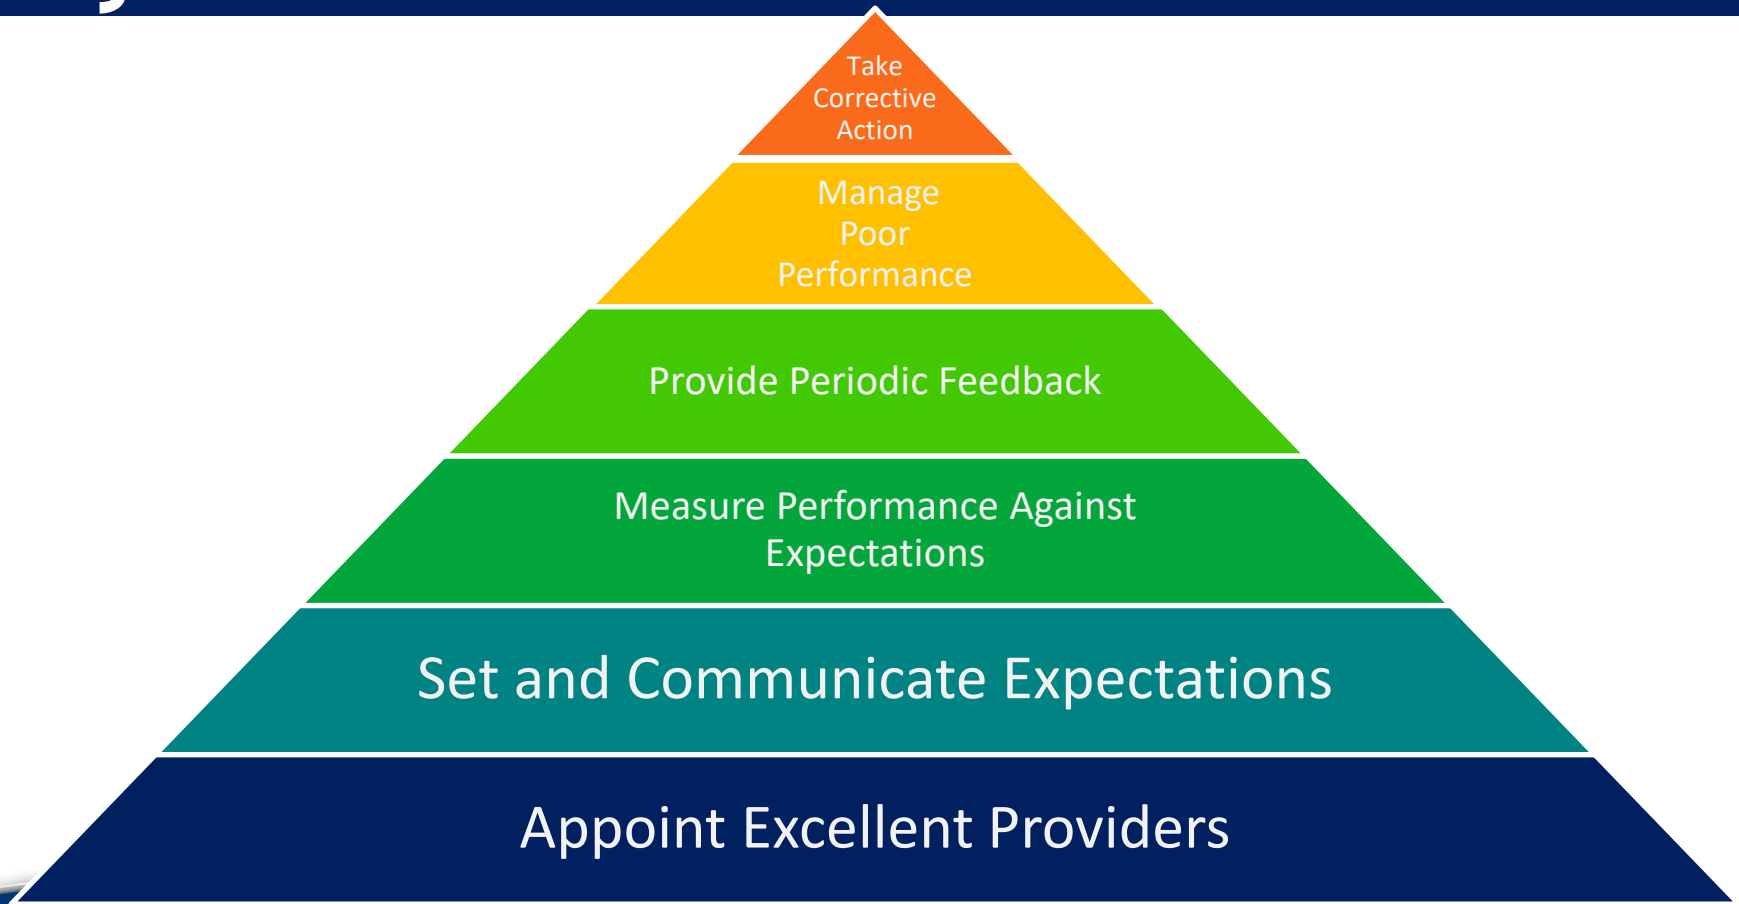 Take
Corrective
Action
Manage
Poor
Performance
Provide Periodic Feedback
Measure Performance Against
Expectations
Set and Communicate Expectations
Appoint Excellent Providers